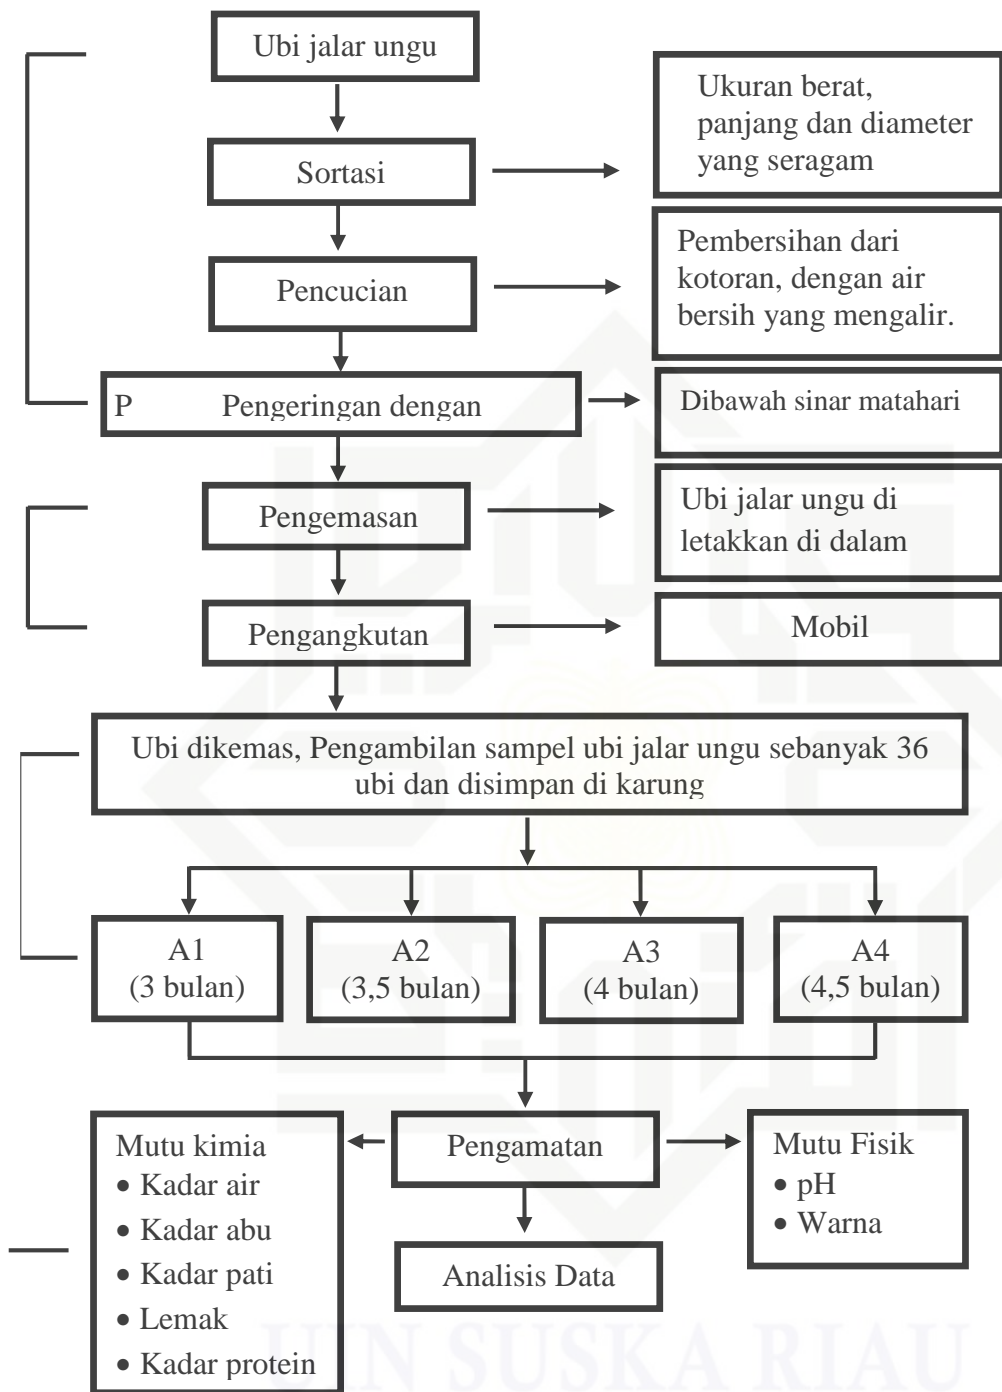 Ubi jalar ungu
Ukuran berat,
panjang dan diameter
yang seragam
Sortasi
Pembersihan dari
kotoran, dengan air
bersih yang mengalir.
Pencucian
P Pengeringan dengan
Dibawah sinar matahari
Pengemasan
Ubi jalar ungu di
letakkan di dalam
Pengangkutan
Mobil
Ubi dikemas, Pengambilan sampel ubi jalar ungu sebanyak 36
ubi dan disimpan di karung
A1
(3 bulan)
A2
(3,5 bulan)
A3
(4 bulan)
A4
(4,5 bulan)
Pengamatan
Mutu kimia
• Kadar air
• Kadar abu
• Kadar pati
• Lemak
• Kadar protein
Mutu Fisik
• pH
• Warna
Analisis Data
UIN SUSKA RIAU